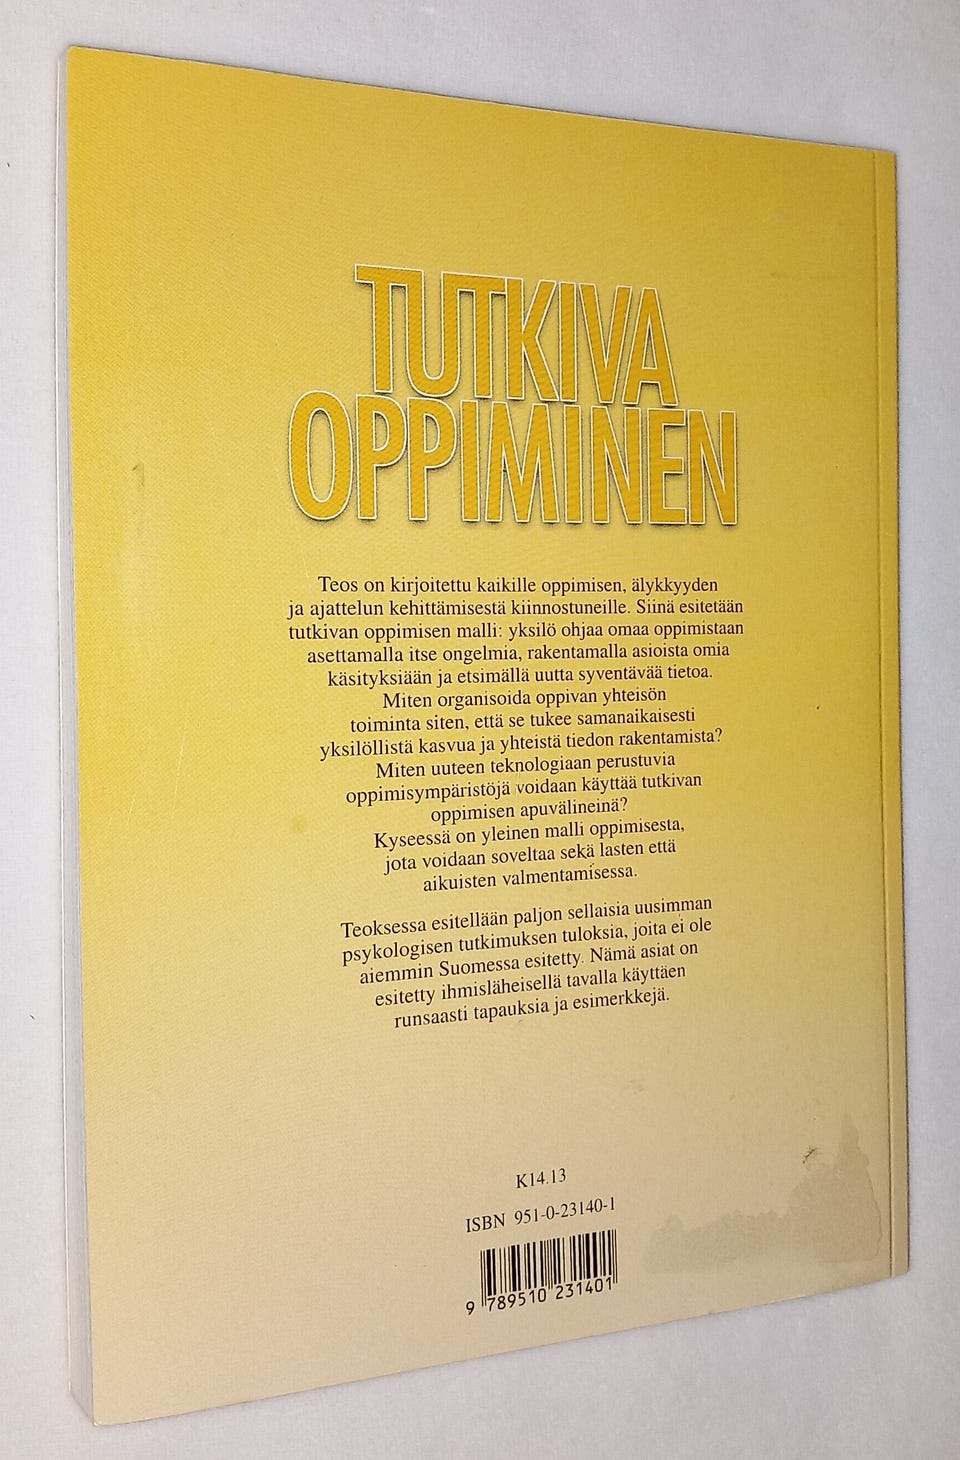 TUTKIVA
OPPIMINEN
Teos on kirjoitettu kaikille oppimisen, älykkyyden
ja ajattelun kehittämisestä kiinnostuneille. Siinä esitetään
tutkivan oppimisen malli: yksilö ohjaa omaa oppimistaan
asettamalla itse ongelmia, rakentamalla asioista omia
käsityksiään ja etsimällä uutta syventävää tietoa.
Miten organisoida oppivan yhteisön
toiminta siten, että se tukee samanaikaisesti
yksilöllistä kasvua ja yhteistä tiedon rakentamista?
Miten uuteen teknologiaan perustuvia
oppimisympäristöjä voidaan käyttää tutkivan
oppimisen apuvälineinä?
Kyseessä on yleinen malli oppimisesta,
jota voidaan soveltaa sekä lasten että
aikuisten valmentamisessa.
Teoksessa esitellään paljon sellaisia uusimman
psykologisen tutkimuksen tuloksia, joita ei ole
aiemmin Suomessa esitetty. Nämä asiat on
esitetty ihmisläheisellä tavalla käyttäen
runsaasti tapauksia ja esimerkkejä.
K14.13
ISBN 951-0-23140-1
9 789510 231401